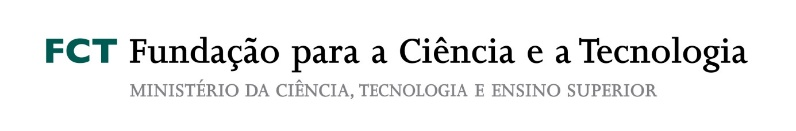 FCT Fundação para a Ciência e a Tecnologia
MINISTÉRIO DA CIÊNCIA, TECNOLOGIA E ENSINO SUPERIOR